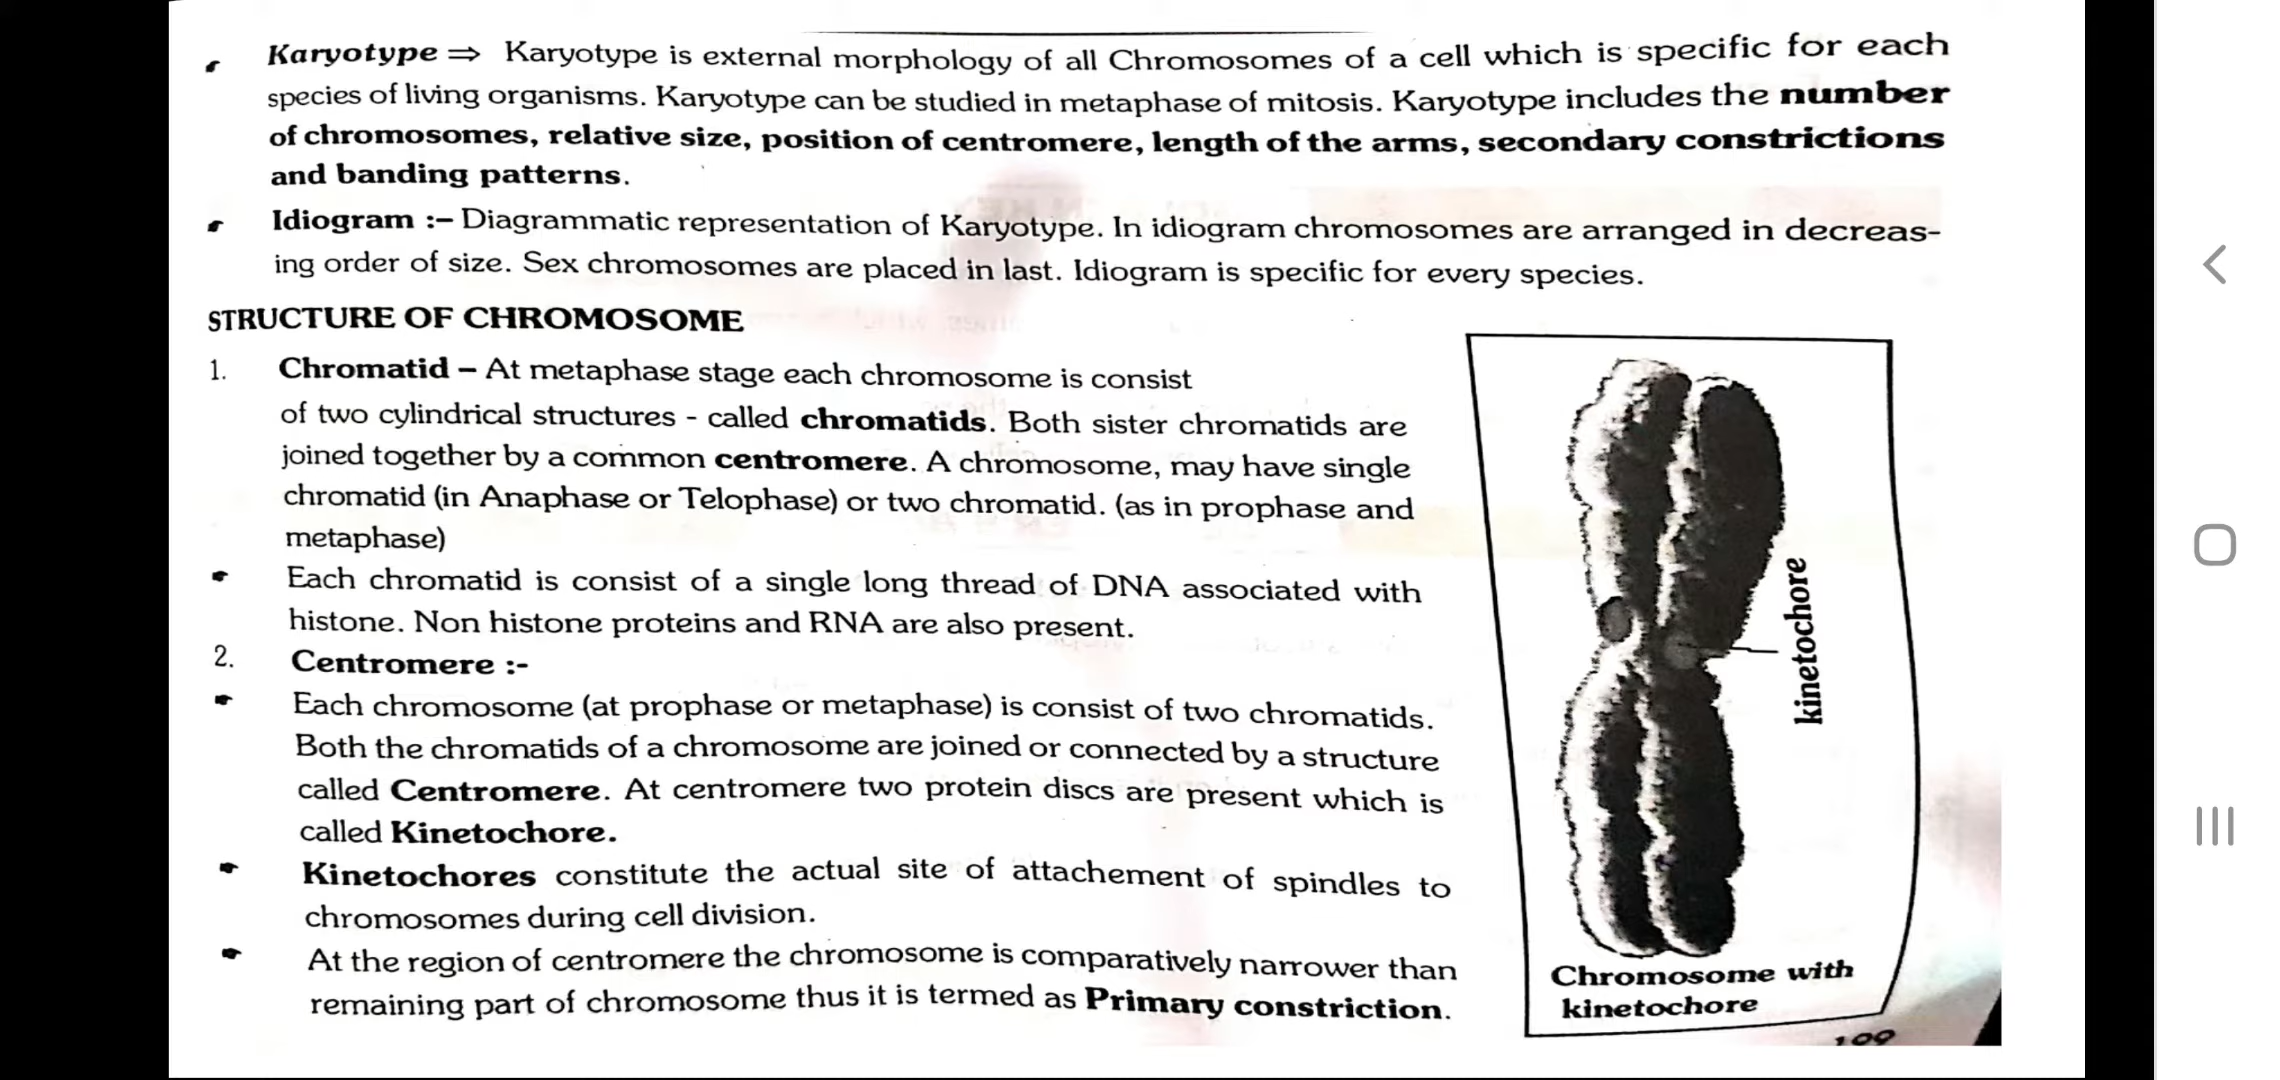 Karyotype ⇒ Karyotype is external morphology of all Chromosomes of a cell which is specific for each
species of living organisms. Karyotype can be studied in metaphase of mitosis. Karyotype includes the number
of chromosomes, relative size, position of centromere, length of the arms, secondary constrictions
and banding patterns.
Idiogram :– Diagrammatic representation of Karyotype. In idiogram chromosomes are arranged in decreas-
ing order of size. Sex chromosomes are placed in last. Idiogram is specific for every species.
STRUCTURE OF CHROMOSOME
1. Chromatid – At metaphase stage each chromosome is consist
of two cylindrical structures - called chromatids. Both sister chromatids are
joined together by a common centromere. A chromosome, may have single
chromatid (in Anaphase or Telophase) or two chromatid. (as in prophase and
metaphase)
Each chromatid is consist of a single long thread of DNA associated with
histone. Non histone proteins and RNA are also present.
2. Centromere :-
Each chromosome (at prophase or metaphase) is consist of two chromatids.
Both the chromatids of a chromosome are joined or connected by a structure
called Centromere. At centromere two protein discs are present which is
called Kinetochore.
Kinetochores constitute the actual site of attachement of spindles to
chromosomes during cell division.
At the region of centromere the chromosome is comparatively narrower than
remaining part of chromosome thus it is termed as Primary constriction.
kinetochore
Chromosome with
kinetochore